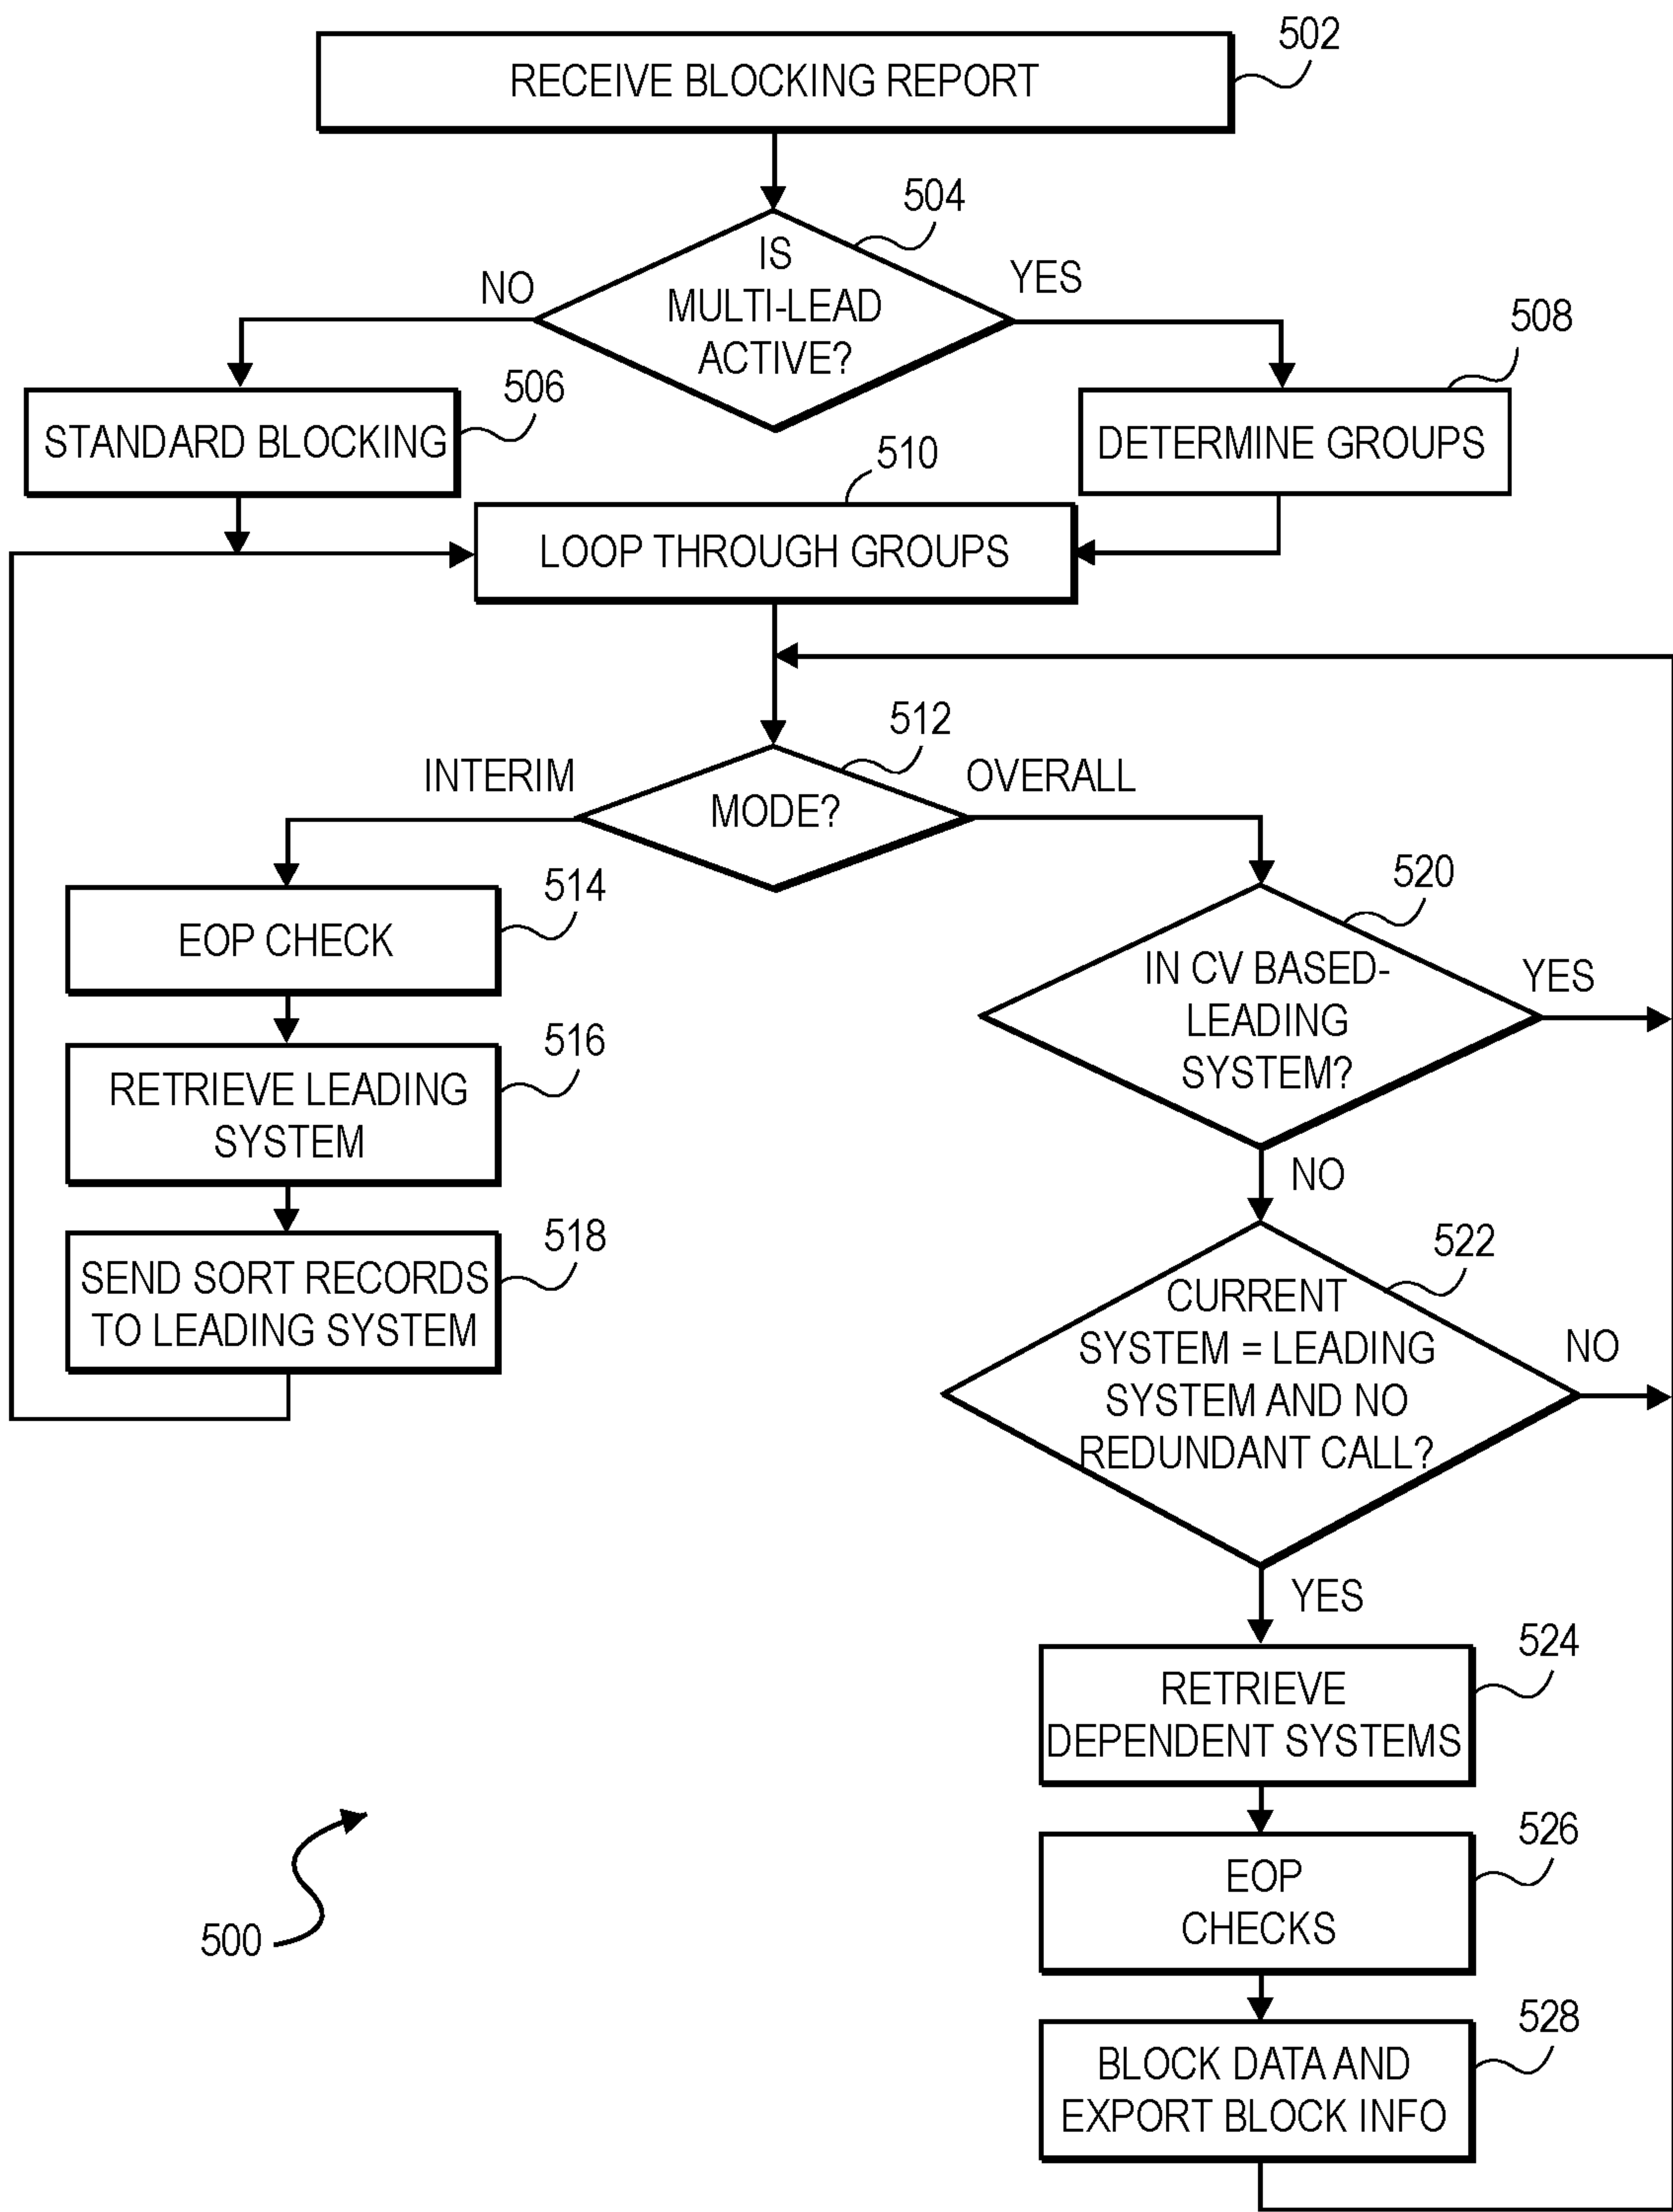 502
RECEIVE BLOCKING REPORT
504
IS
MULTI-LEAD
ACTIVE?
NO
YES
508
506
STANDARD BLOCKING
DETERMINE GROUPS
510
LOOP THROUGH GROUPS
512
INTERIM
MODE?
OVERALL
514
EOP CHECK
520
IN CV BASED-
LEADING
SYSTEM?
YES
NO
516
RETRIEVE LEADING
SYSTEM
518
SEND SORT RECORDS
TO LEADING SYSTEM
522
CURRENT
SYSTEM = LEADING
SYSTEM AND NO
REDUNDANT CALL?
NO
YES
524
RETRIEVE
DEPENDENT SYSTEMS
526
EOP
CHECKS
528
BLOCK DATA AND
EXPORT BLOCK INFO
500